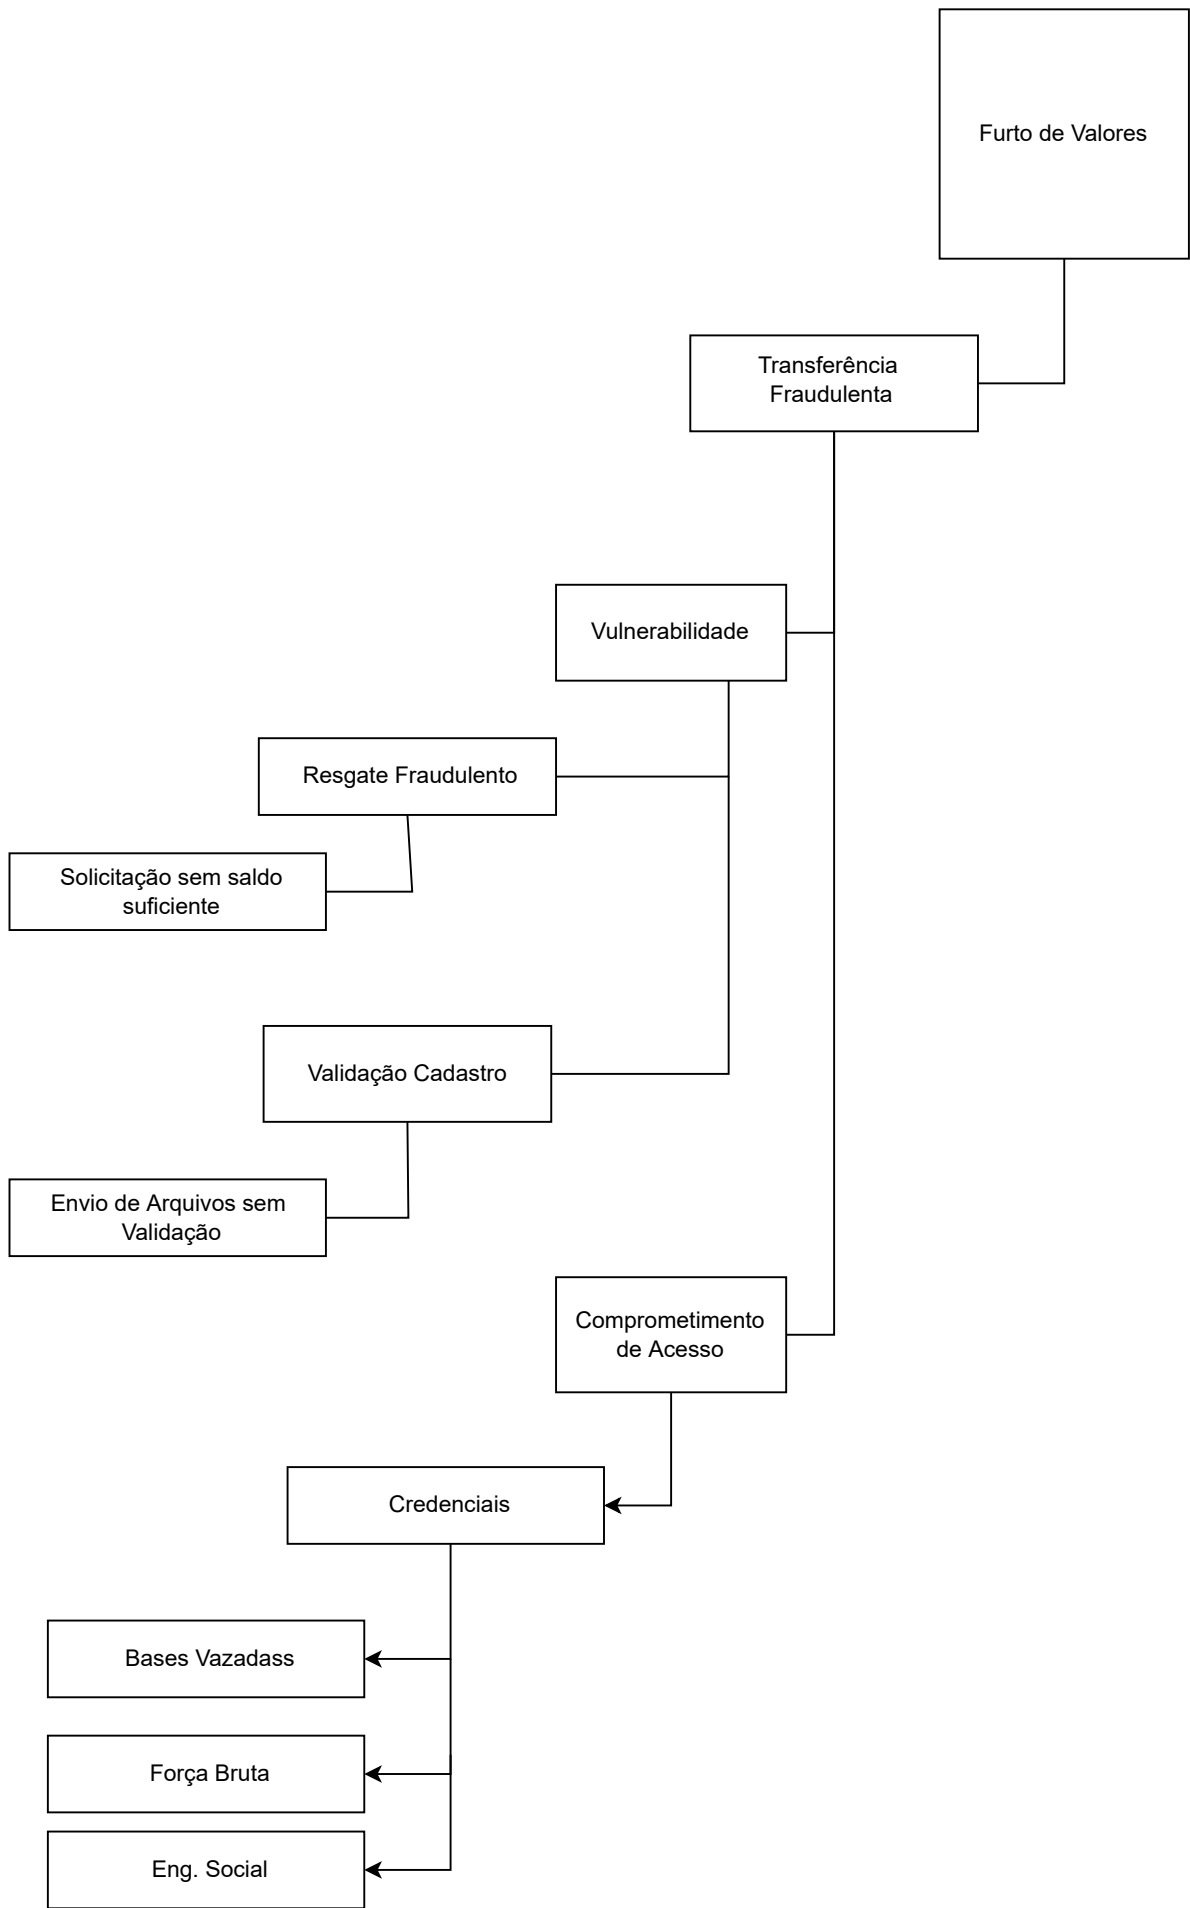 Furto de Valores
Transferência
Fraudulenta
Vulnerabilidade
Resgate Fraudulento
Solicitação sem saldo
suficiente
Validação Cadastro
Envio de Arquivos sem
Validação
Comprometimento
de Acesso
Credenciais
Bases Vazadass
Força Bruta
Eng. Social